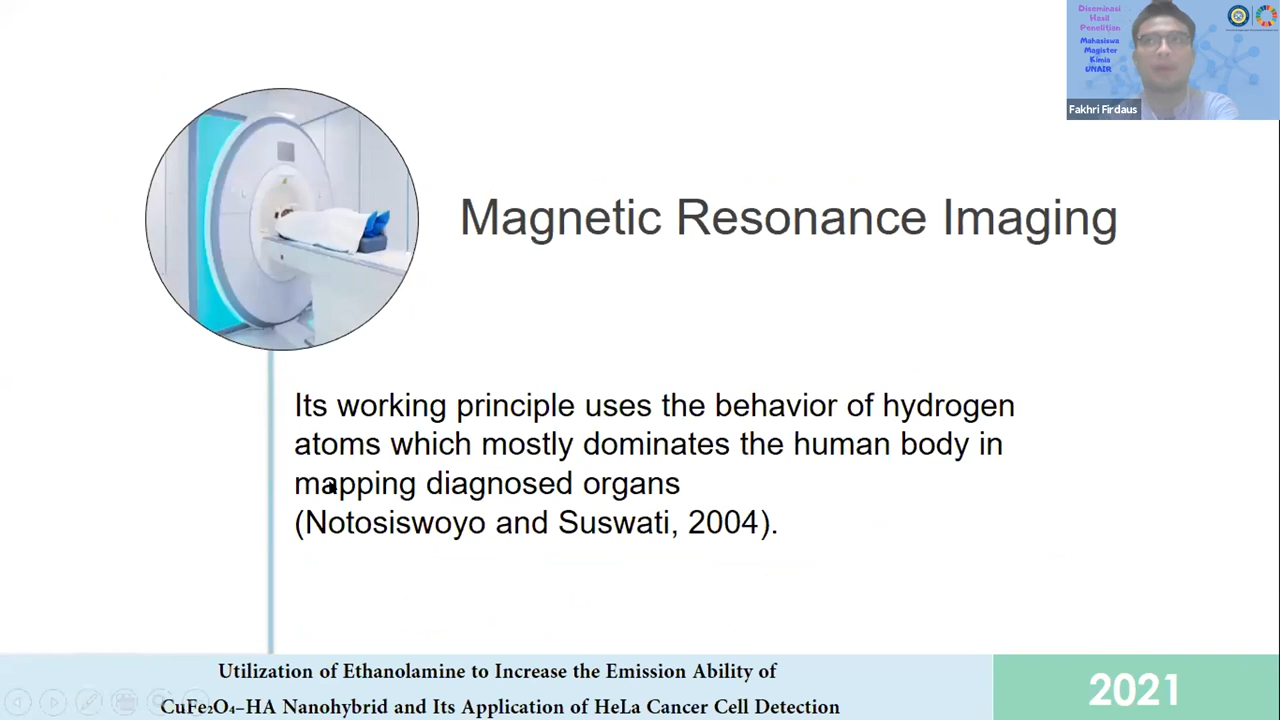 Diseminasi
Hasil
Penelitian
Mahasiswa
Magister
Kimia
UNAIR
Fakhri Firdaus
Magnetic Resonance Imaging
Its working principle uses the behavior of hydrogen
atoms which mostly dominates the human body in
mapping diagnosed organs
(Notosiswoyo and Suswati, 2004).
Utilization of Ethanolamine to Increase the Emission Ability of
CuFe₂O₄–HA Nanohybrid and Its Application of HeLa Cancer Cell Detection
2021